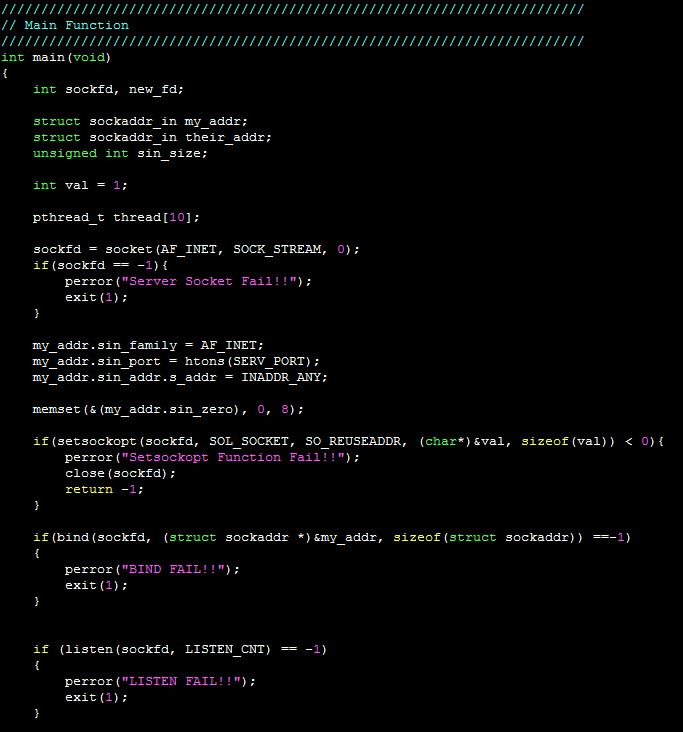 /////////////////////////////////////////////////////////////////////////
// Main Function
/////////////////////////////////////////////////////////////////////////
int main(void)
{
    int sockfd, new_fd;

    struct sockaddr_in my_addr;
    struct sockaddr_in their_addr;
    unsigned int sin_size;

    int val = 1;

    pthread_t thread[10];

    sockfd = socket(AF_INET, SOCK_STREAM, 0);
    if(sockfd == -1){
        perror("Server Socket Fail!!");
        exit(1);
    }

    my_addr.sin_family = AF_INET;
    my_addr.sin_port = htons(SERV_PORT);
    my_addr.sin_addr.s_addr = INADDR_ANY;

    memset(&(my_addr.sin_zero), 0, 8);

    if(setsockopt(sockfd, SOL_SOCKET, SO_REUSEADDR, (char*)&val, sizeof(val)) < 0){
        perror("Setsockopt Function Fail!!");
        close(sockfd);
        return -1;
    }

    if(bind(sockfd, (struct sockaddr *)&my_addr, sizeof(struct sockaddr)) ==-1)
    {
        perror("BIND FAIL!!");
        exit(1);
    }


    if (listen(sockfd, LISTEN_CNT) == -1)
    {
        perror("LISTEN FAIL!!");
        exit(1);
    }